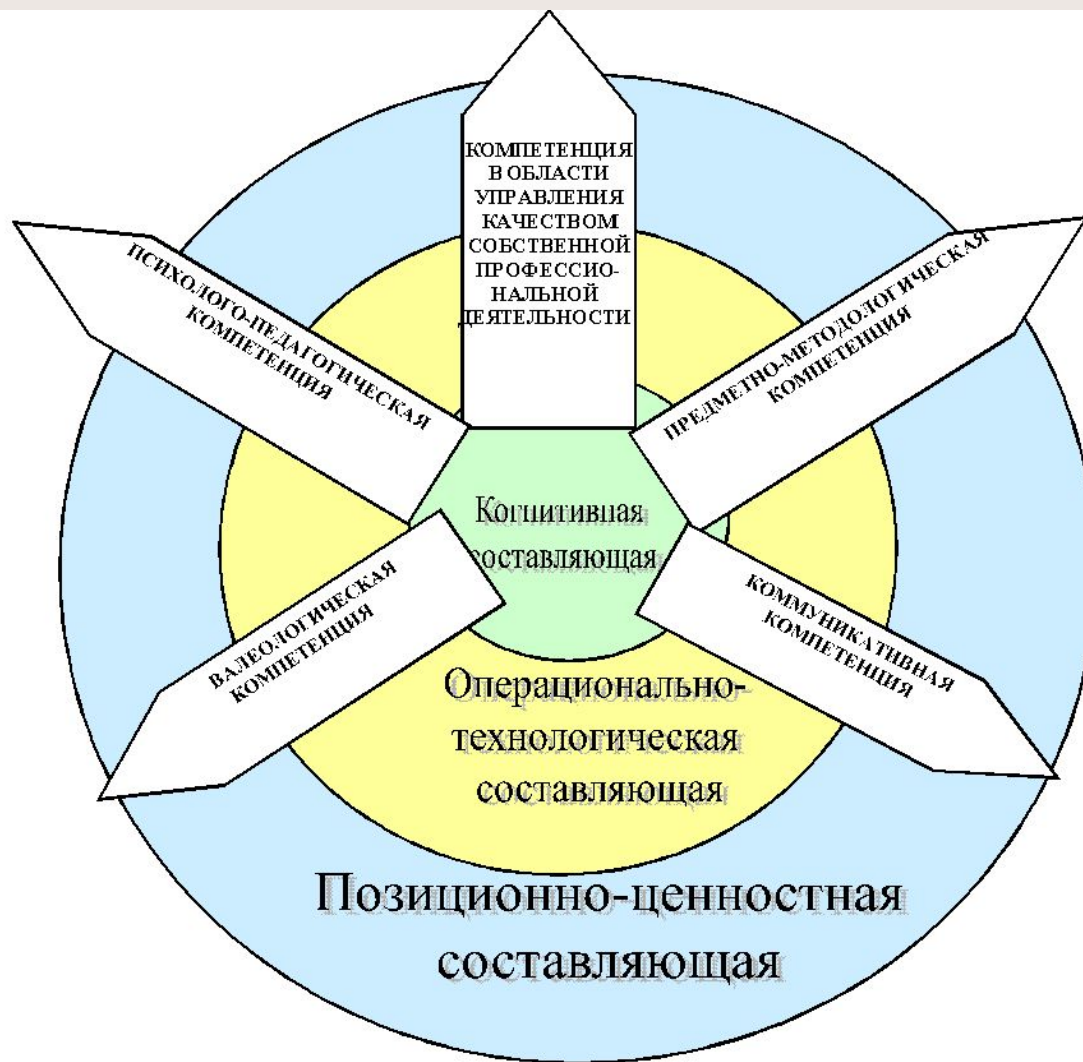 КОМПЕТЕНЦИЯ
В ОБЛАСТИ
УПРАВЛЕНИЯ
КАЧЕСТВОМ
СОБСТВЕННОЙ
ПРОФЕССИО-
НАЛЬНОЙ
ДЕЯТЕЛЬНОСТИ
ПСИХОЛОГО-ПЕДАГОГИЧЕСКАЯ
КОМПЕТЕНЦИЯ
ПРЕДМЕТНО-МЕТОДОЛОГИЧЕСКАЯ
КОМПЕТЕНЦИЯ
Когнитивная
составляющая
ВАЛЕОЛОГИЧЕСКАЯ
КОМПЕТЕНЦИЯ
КОММУНИКАТИВНАЯ
КОМПЕТЕНЦИЯ
Операционально-
технологическая
составляющая
Позиционно-ценностная
составляющая